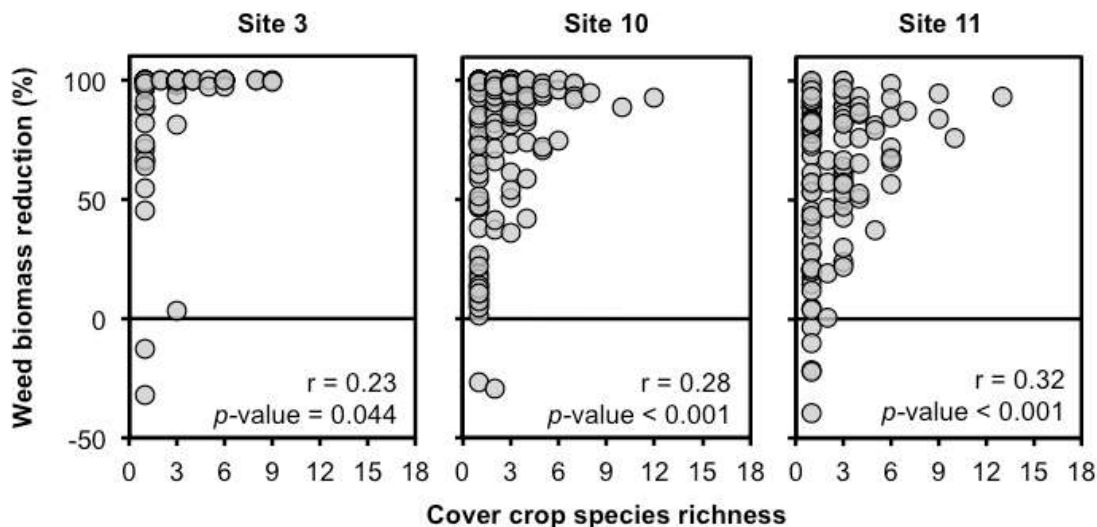 Site 3
Site 10
Site 11
Weed biomass reduction (%)
100
50
0
-50
r = 0.23
p-value = 0.044
r = 0.28
p-value < 0.001
r = 0.32
p-value < 0.001
0 3 6 9 12 15 18
0 3 6 9 12 15 18
0 3 6 9 12 15 18
Cover crop species richness